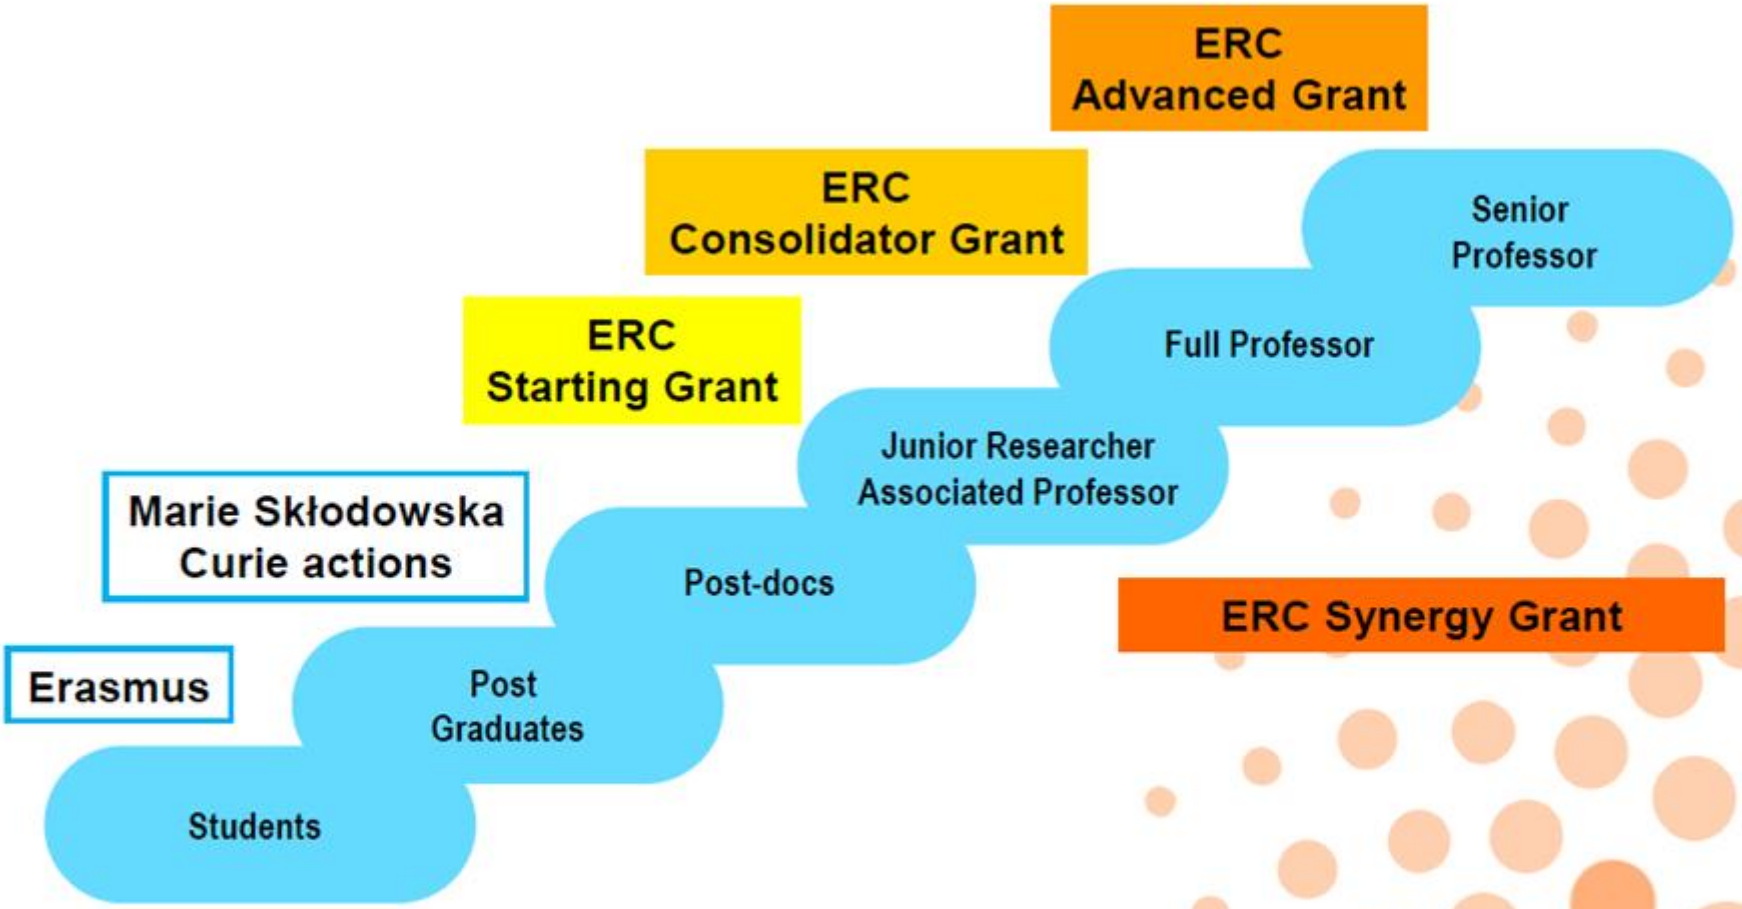 ERC
Advanced Grant
ERC
Consolidator Grant
Senior
Professor
ERC
Starting Grant
Full Professor
Junior Researcher
Associated Professor
Marie Skłodowska
Curie actions
Post-docs
ERC Synergy Grant
Erasmus
Post
Graduates
Students